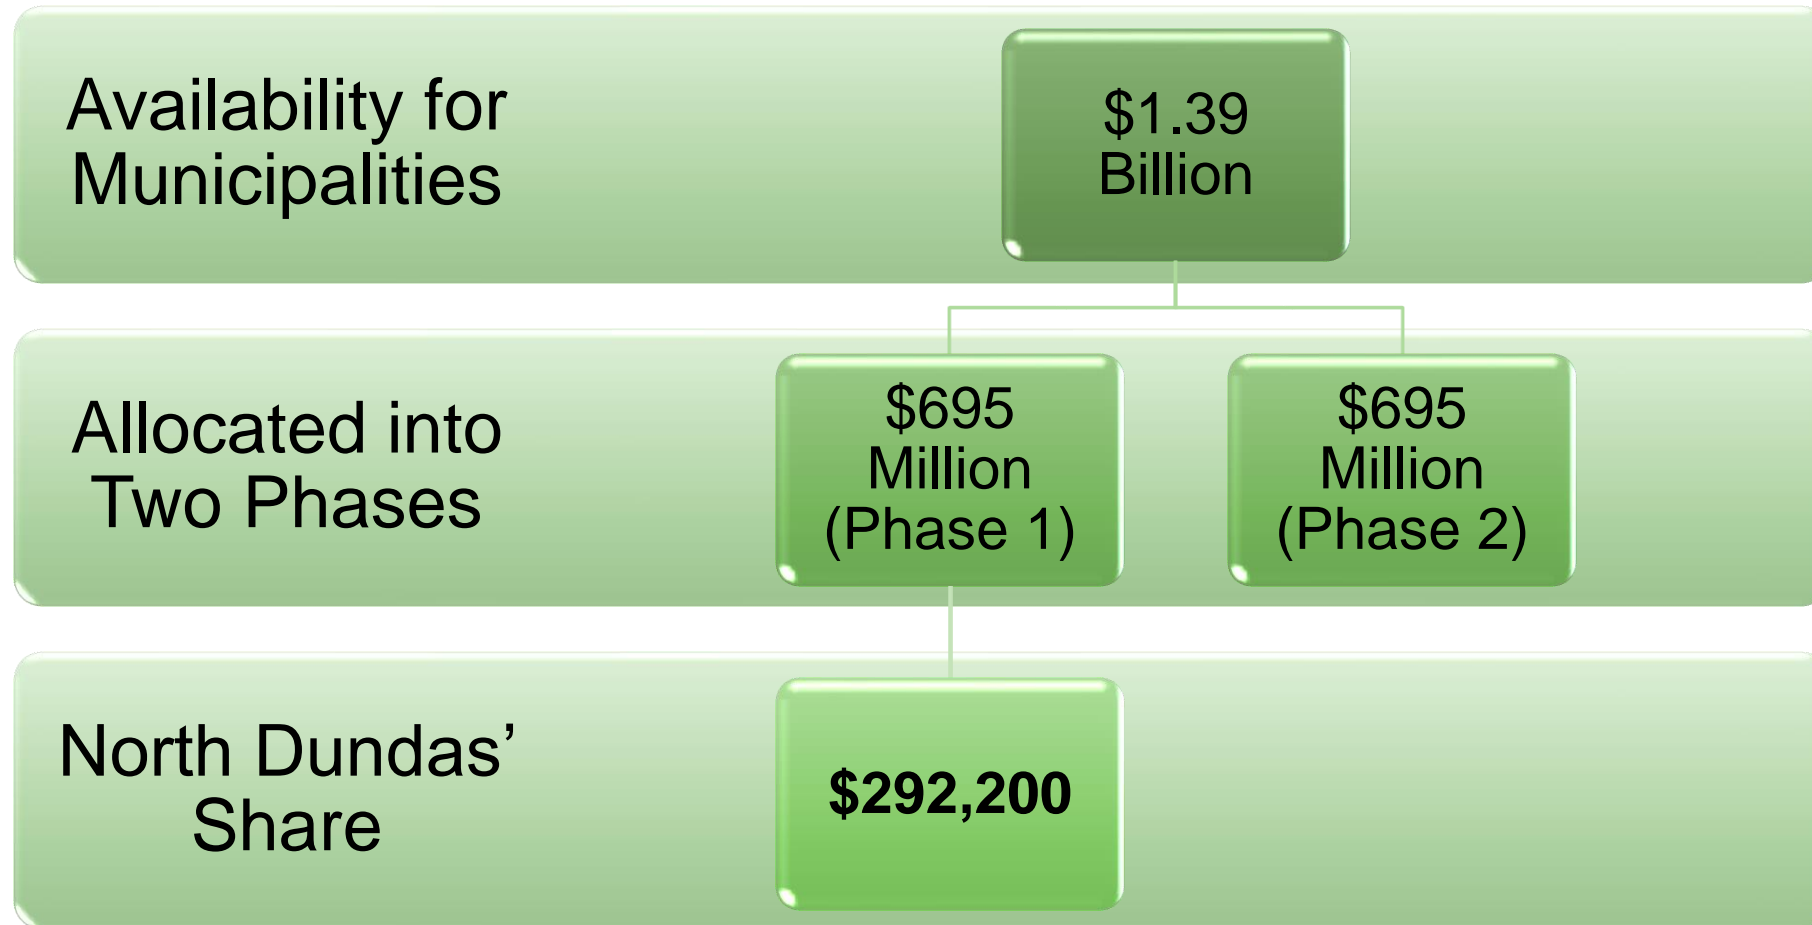 Availability for
Municipalities
$1.39
Billion
Allocated into
Two Phases
$695
Million
(Phase 1)
$695
Million
(Phase 2)
North Dundas’
Share
$292,200